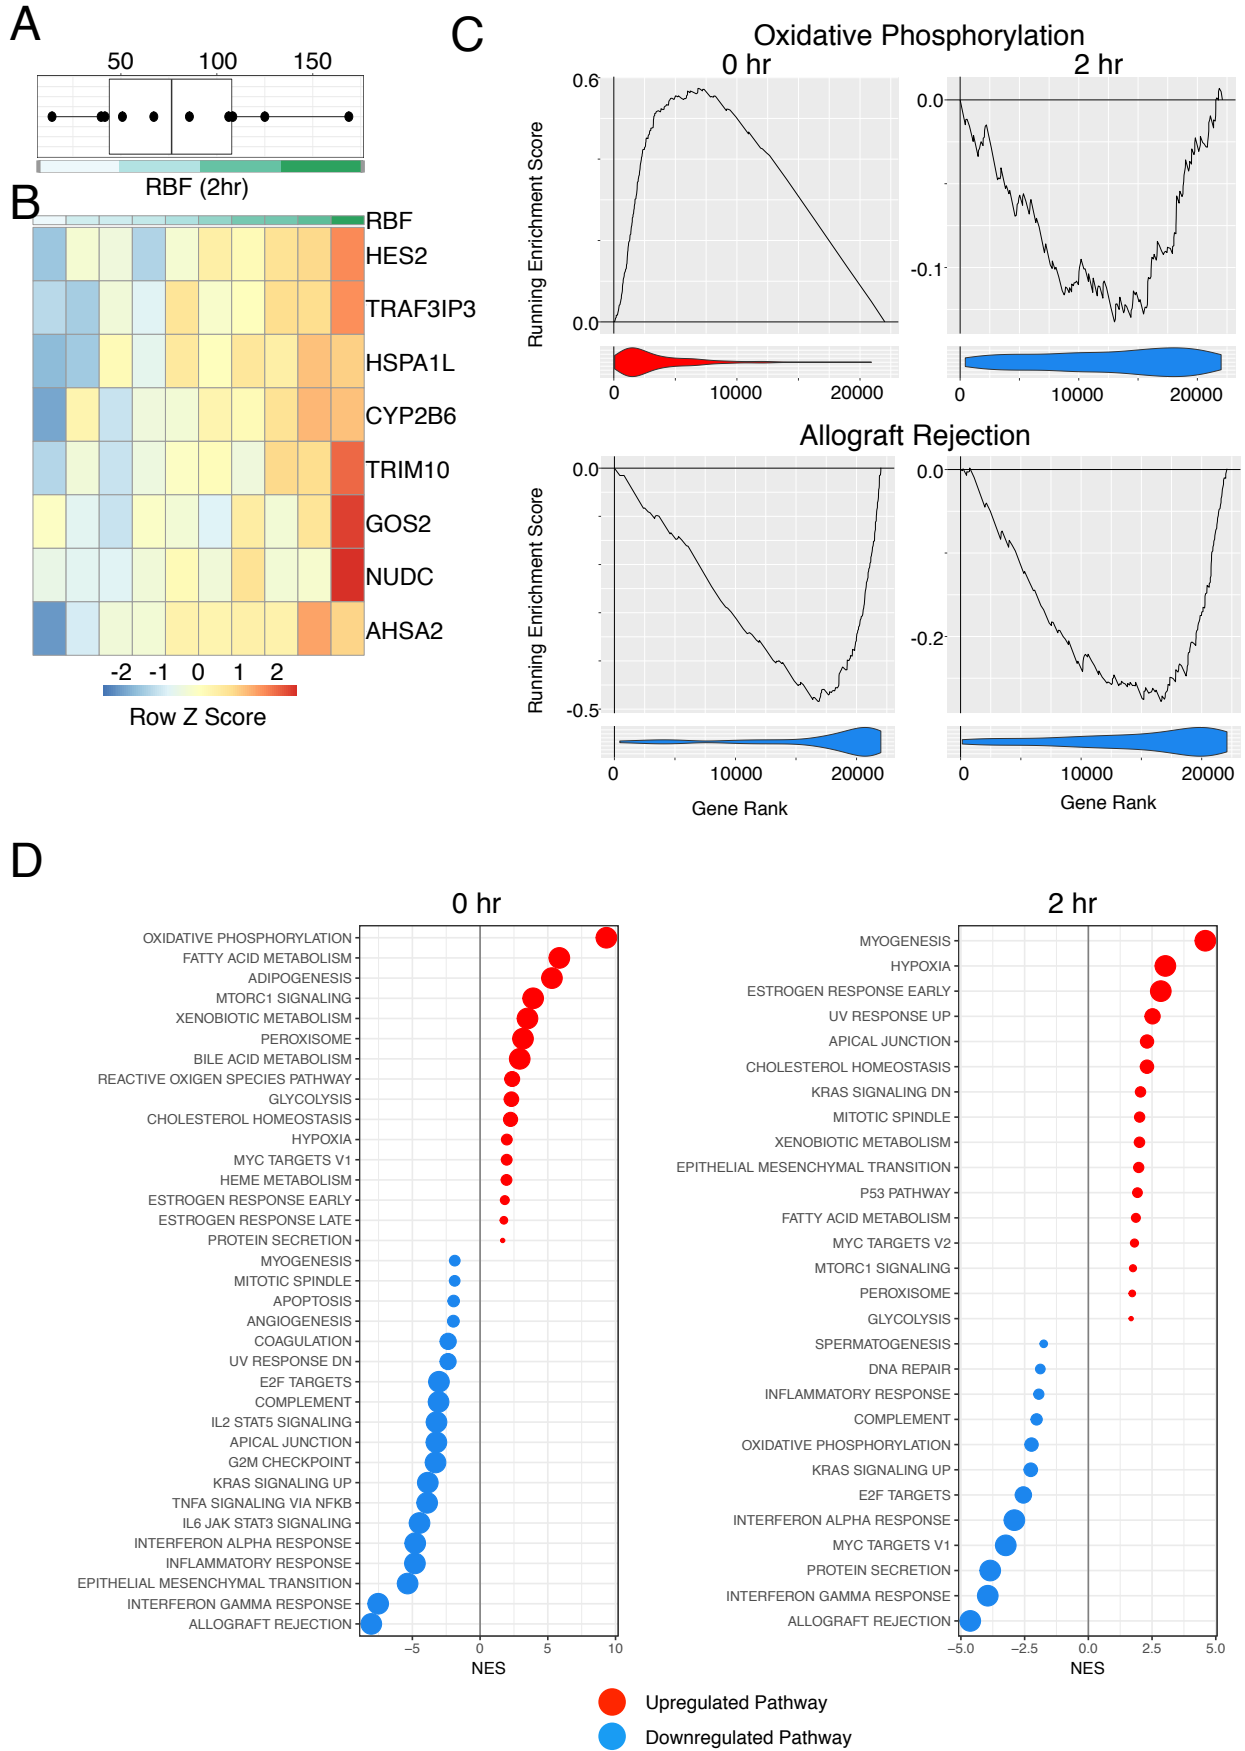 A
50 100 150
RBF (2hr)
B
RBF
HES2
TRAF3IP3
HSPA1L
CYP2B6
TRIM10
GOS2
NUDC
AHSA2
-2 -1 0 1 2
Row Z Score
C
Oxidative Phosphorylation
0 hr 2 hr
Running Enrichment Score
0.6
0.0
0 10000 20000
0.0
-0.1
0 10000 20000
Allograft Rejection
Running Enrichment Score
0.0
-0.5
0 10000 20000
Gene Rank
0.0
-0.2
0 10000 20000
Gene Rank
D
0 hr
OXIDATIVE PHOSPHORYLATION
FATTY ACID METABOLISM
ADIPOGENESIS
MTORC1 SIGNALING
XENOBIOTIC METABOLISM
PEROXISOME
BILE ACID METABOLISM
REACTIVE OXIGEN SPECIES PATHWAY
GLYCOLYSIS
CHOLESTEROL HOMEOSTASIS
HYPOXIA
MYC TARGETS V1
HEME METABOLISM
ESTROGEN RESPONSE EARLY
ESTROGEN RESPONSE LATE
PROTEIN SECRETION
MYOGENESIS
MITOTIC SPINDLE
APOPTOSIS
ANGIOGENESIS
COAGULATION
UV RESPONSE DN
E2F TARGETS
COMPLEMENT
IL2 STAT5 SIGNALING
APICAL JUNCTION
G2M CHECKPOINT
KRAS SIGNALING UP
TNFA SIGNALING VIA NFKB
IL6 JAK STAT3 SIGNALING
INTERFERON ALPHA RESPONSE
INFLAMMATORY RESPONSE
EPITHELIAL MESENCHYMAL TRANSITION
INTERFERON GAMMA RESPONSE
ALLOGRAFT REJECTION
−5 0 5 10
NES
2 hr
MYOGENESIS
HYPOXIA
ESTROGEN RESPONSE EARLY
UV RESPONSE UP
APICAL JUNCTION
CHOLESTEROL HOMEOSTASIS
KRAS SIGNALING DN
MITOTIC SPINDLE
XENOBIOTIC METABOLISM
EPITHELIAL MESENCHYMAL TRANSITION
P53 PATHWAY
FATTY ACID METABOLISM
MYC TARGETS V2
MTORC1 SIGNALING
PEROXISOME
GLYCOLYSIS
SPERMATOGENESIS
DNA REPAIR
INFLAMMATORY RESPONSE
COMPLEMENT
OXIDATIVE PHOSPHORYLATION
KRAS SIGNALING UP
E2F TARGETS
INTERFERON ALPHA RESPONSE
MYC TARGETS V1
PROTEIN SECRETION
INTERFERON GAMMA RESPONSE
ALLOGRAFT REJECTION
−5.0 −2.5 0.0 2.5 5.0
NES
Upregulated Pathway
Downregulated Pathway